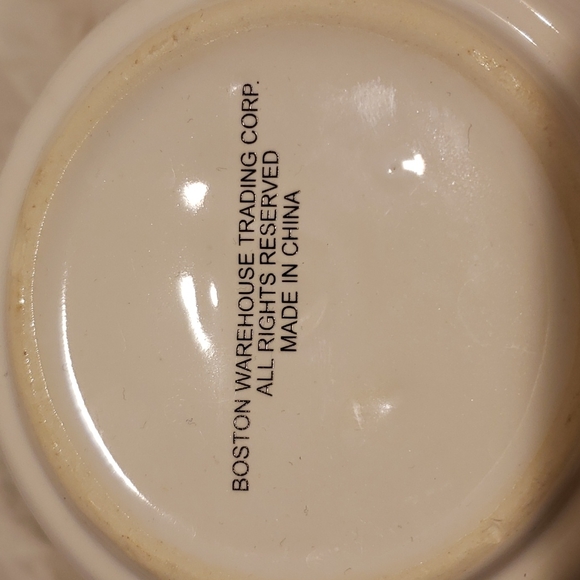 BOSTON WAREHOUSE TRADING CORP.
ALL RIGHTS RESERVED
MADE IN CHINA